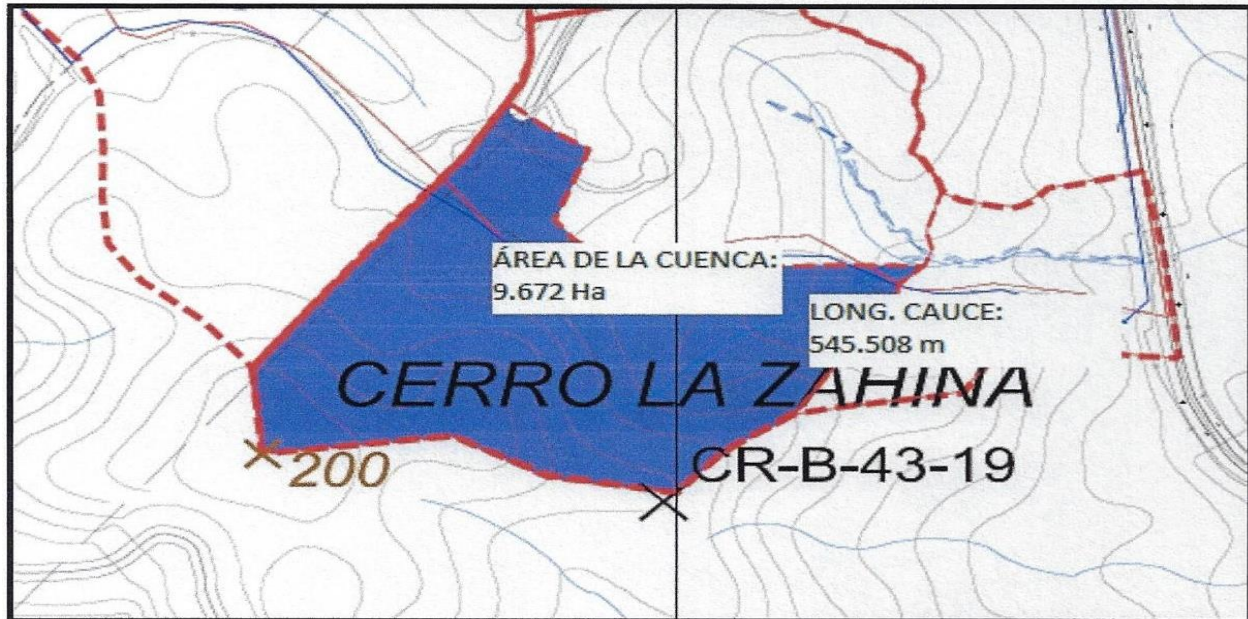 ÁREA DE LA CUENCA:
9.672 Ha
LONG. CAUCE:
545.508 m
CERRO LA ZAHINA
200
CR-B-43-19